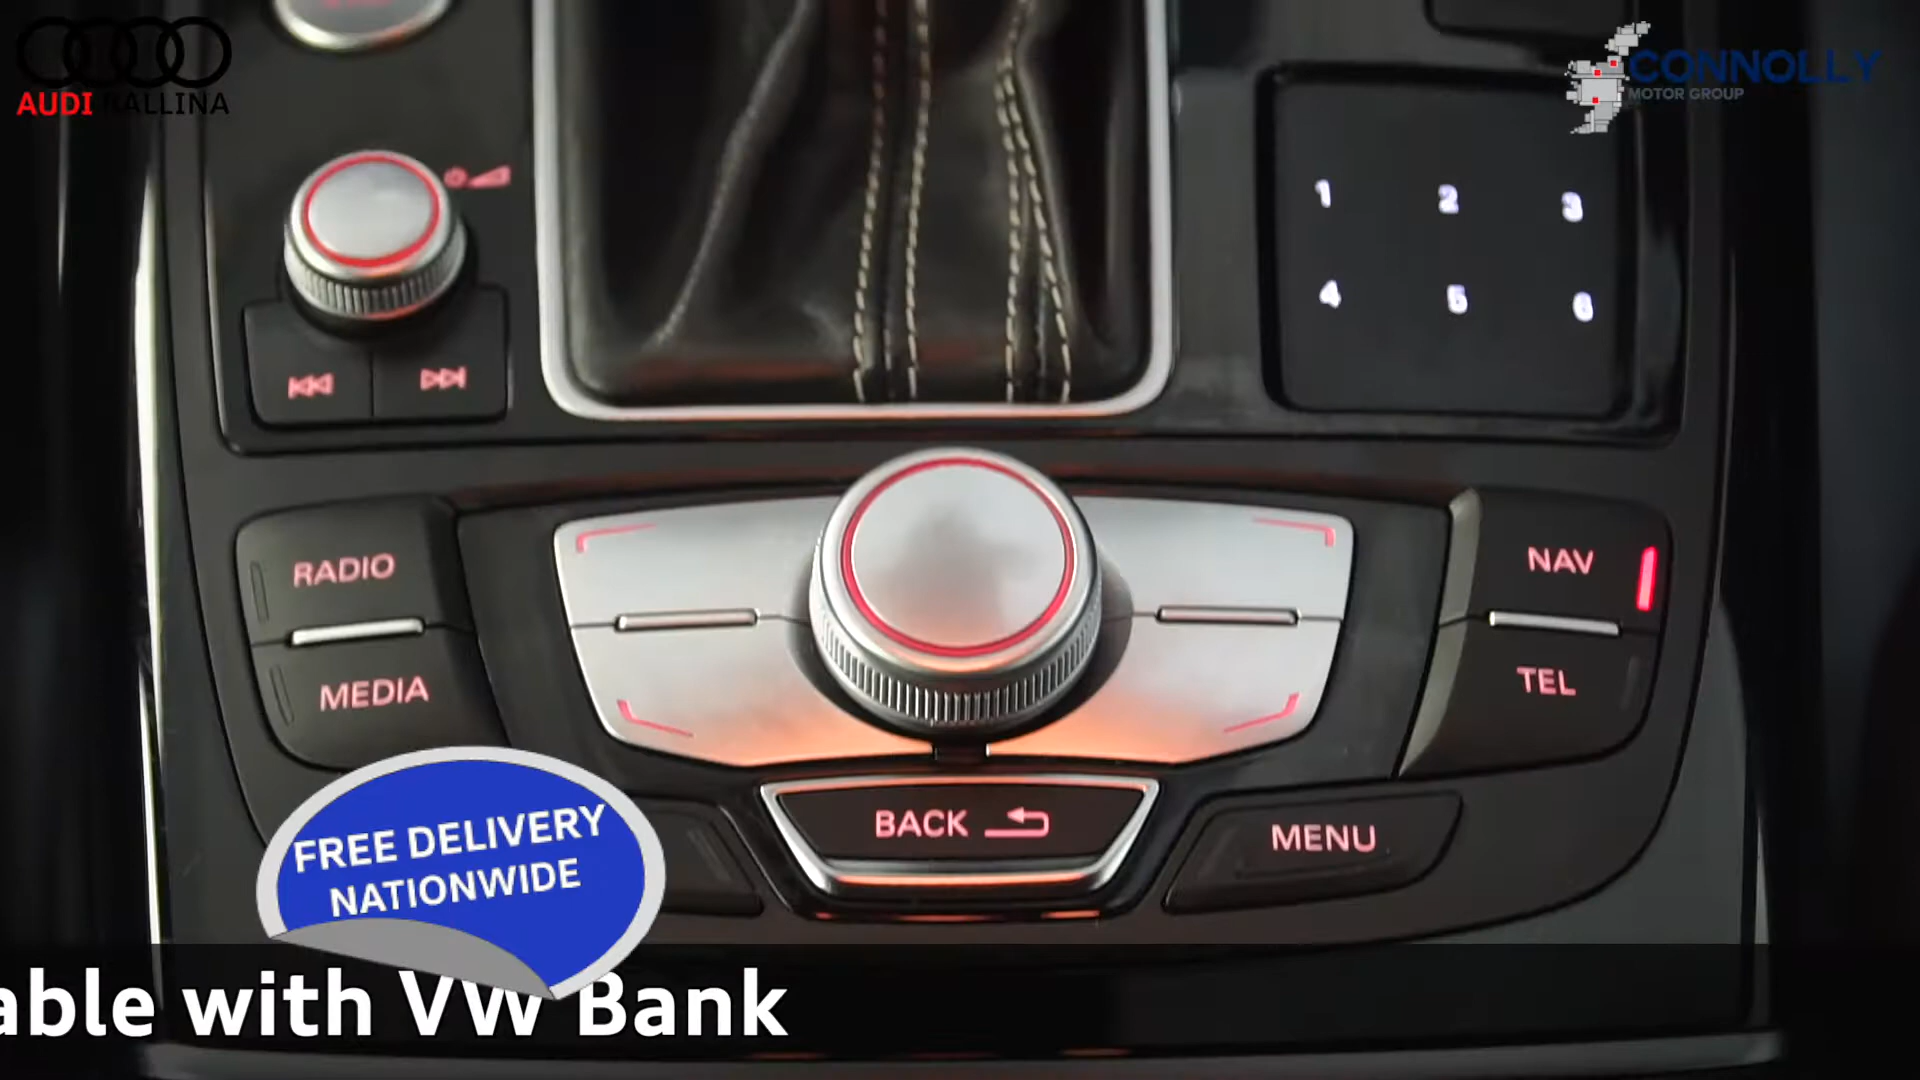 AUDI BALLINA
CONNOLLY
MOTOR GROUP
1 2 3
4 5 6
RADIO
MEDIA
NAV
TEL
BACK
MENU
FREE DELIVERY
NATIONWIDE
able with VW Bank